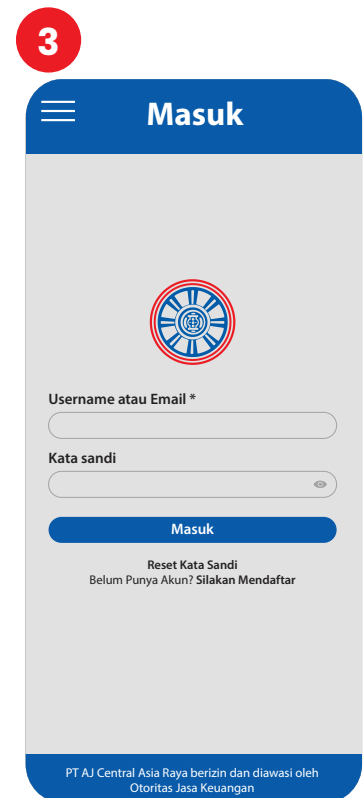 3
Masuk
Username atau Email *
Kata sandi
Masuk
Reset Kata Sandi
Belum Punya Akun? Silakan Mendaftar
PT AJ Central Asia Raya berizin dan diawasi oleh
Otoritas Jasa Keuangan